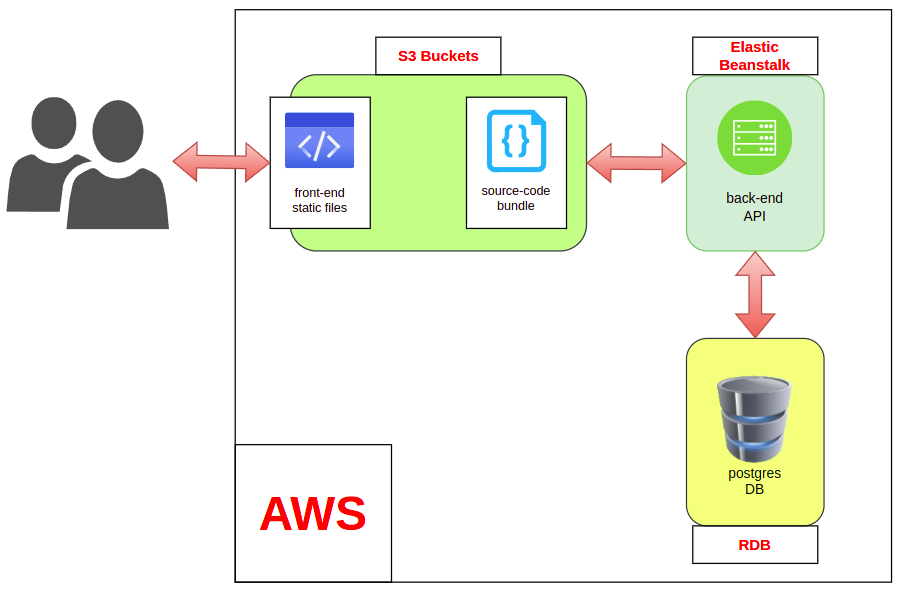 S3 Buckets
Elastic
Beanstalk
</>
front-end
static files
{}
source-code
bundle
back-end
API
postgres
DB
RDB
AWS